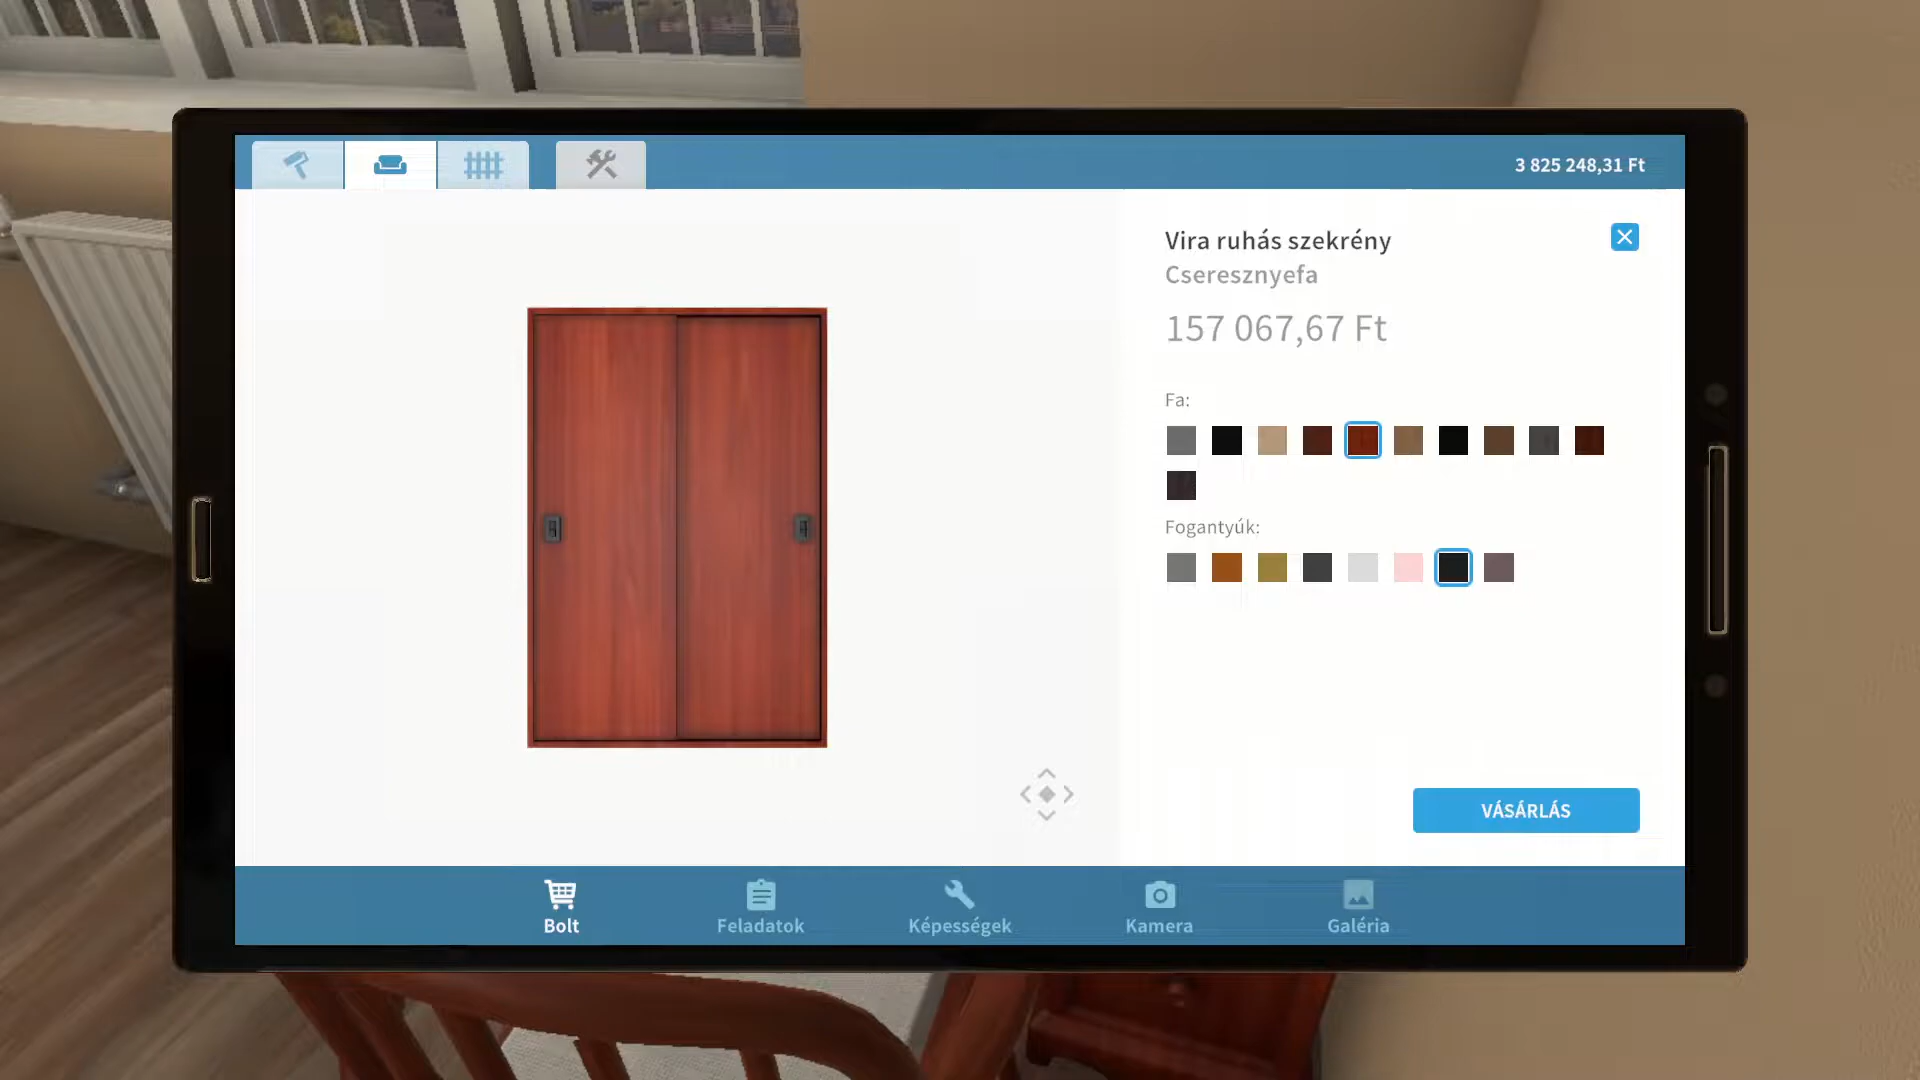 3 825 248,31 Ft
Vira ruhás szekrény
Cseresznyefa
157 067,67 Ft
Fa:
Fogantyúk:
VÁSÁRLÁS
Bolt
Feladatok
Képességek
Kamera
Galéria